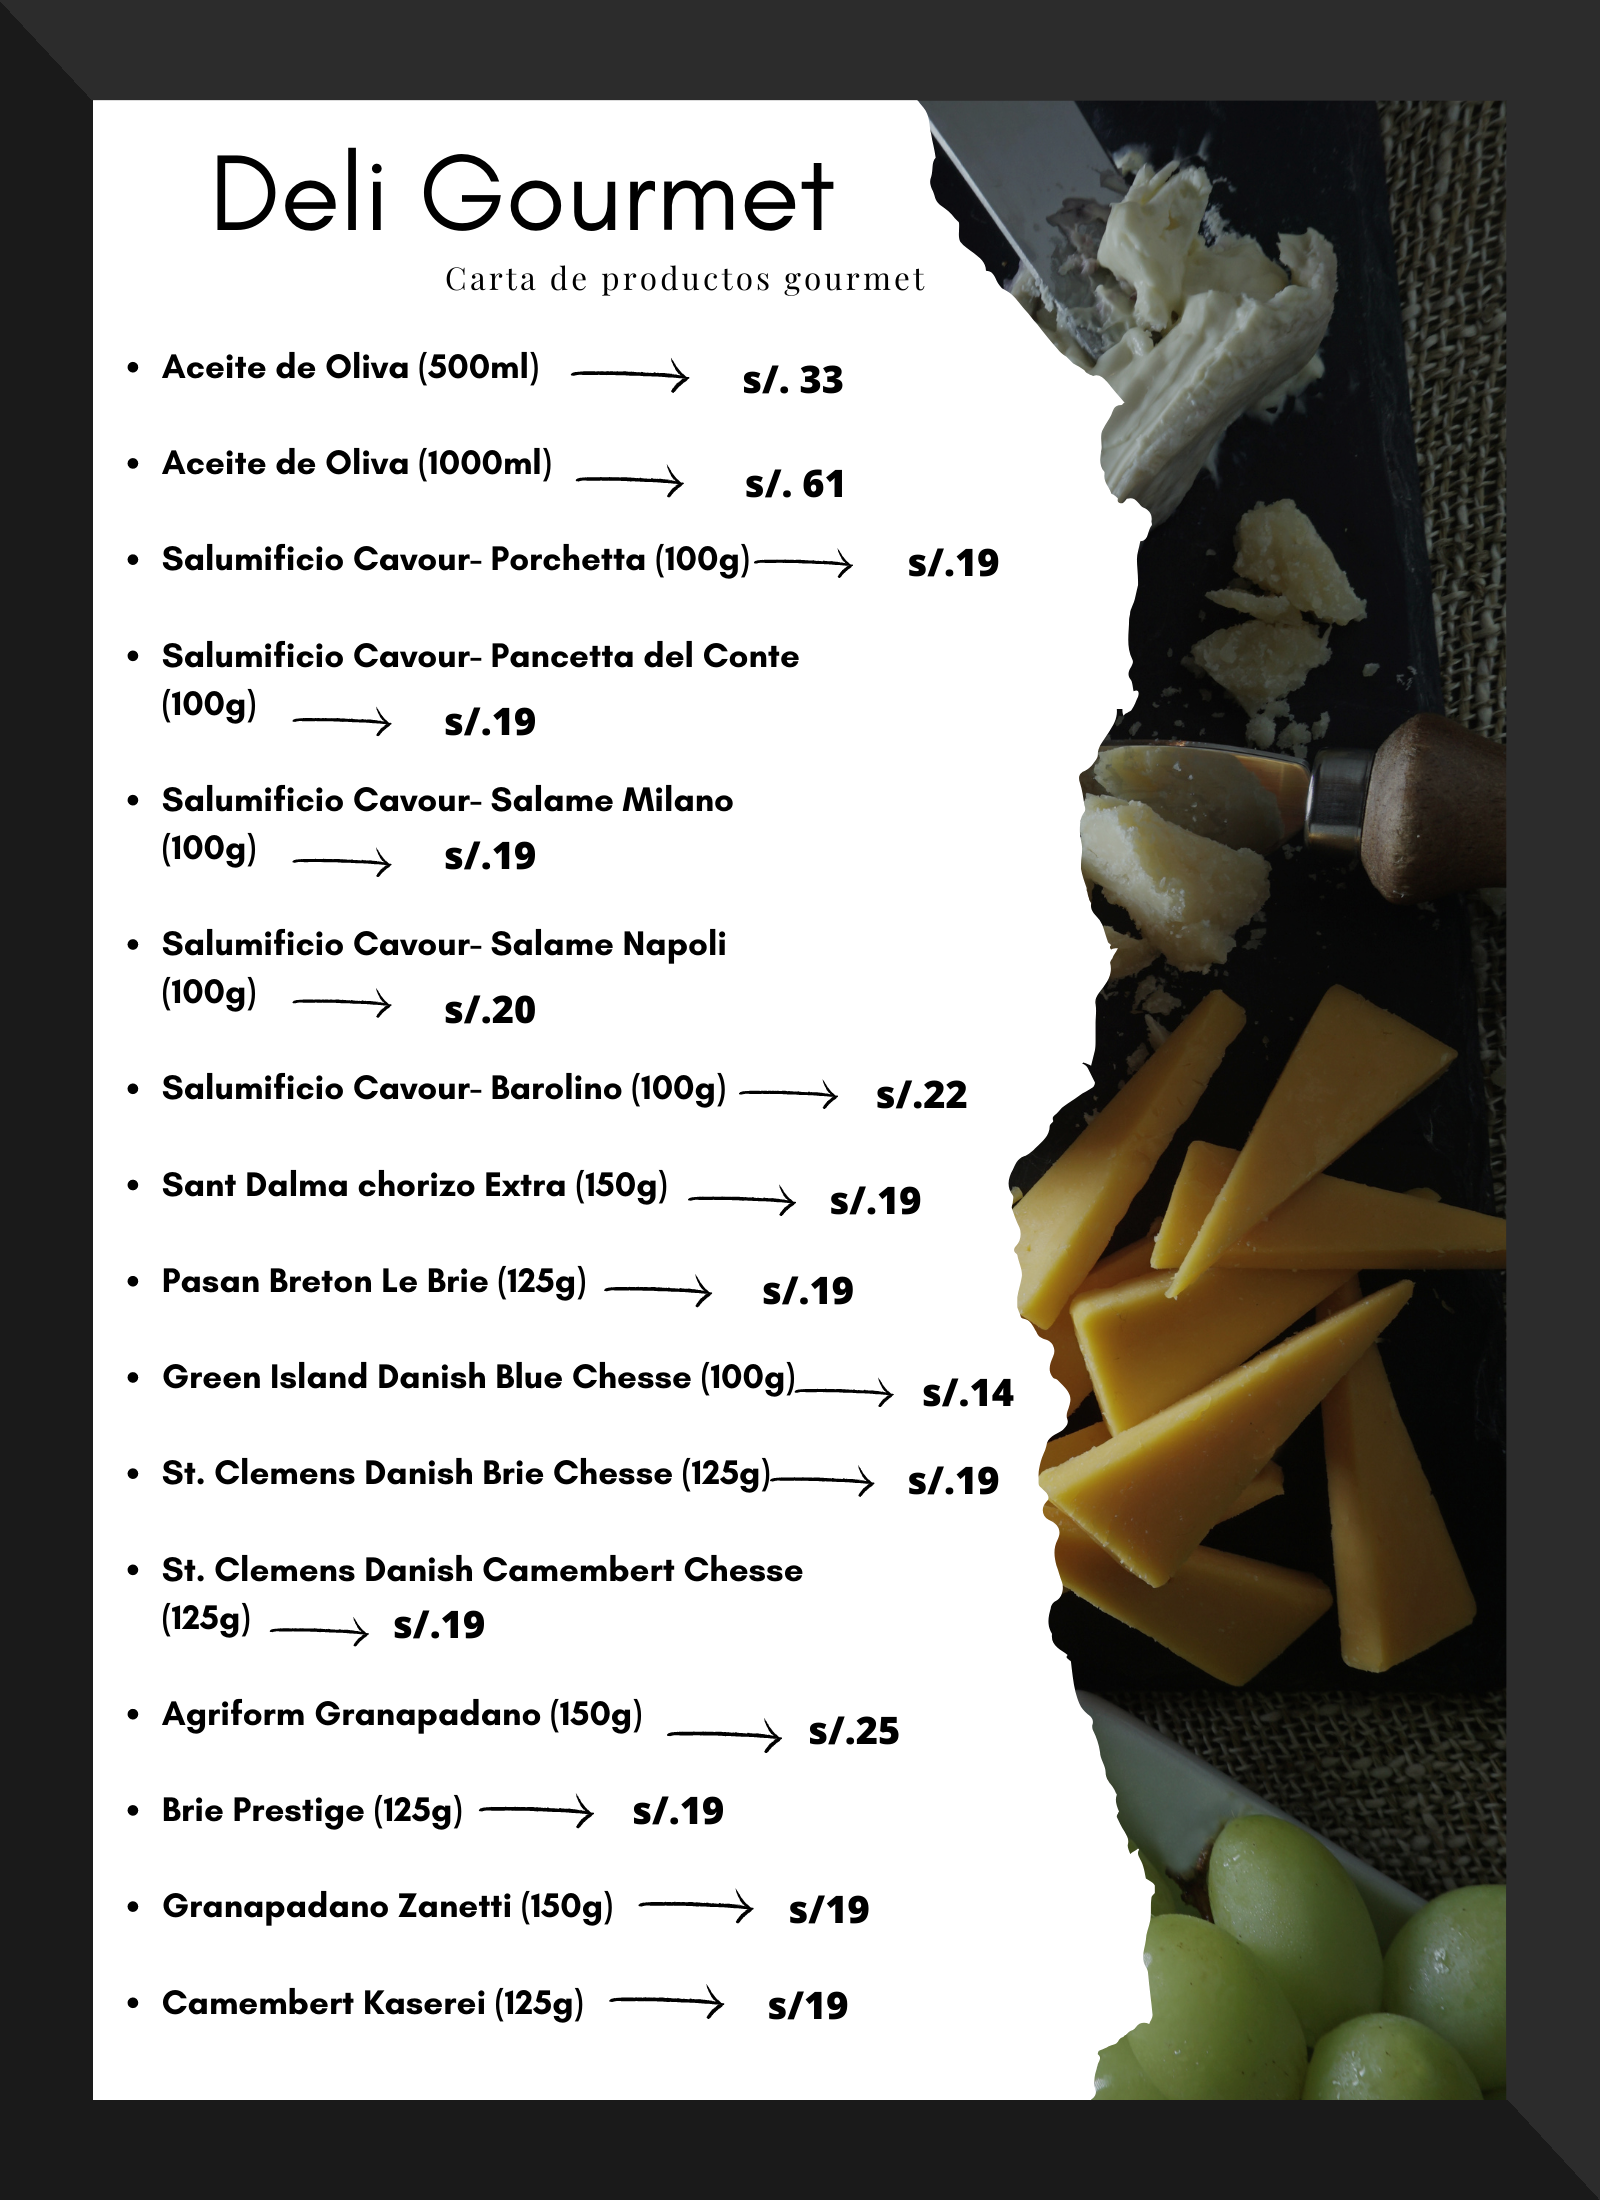 Deli Gourmet
Carta de productos gourmet
• Aceite de Oliva (500ml) → s/. 33
• Aceite de Oliva (1000ml) → s/. 61
• Salumificio Cavour- Porchetta (100g) → s/.19
• Salumificio Cavour- Pancetta del Conte
(100g) → s/.19
• Salumificio Cavour- Salame Milano
(100g) → s/.19
• Salumificio Cavour- Salame Napoli
(100g) → s/.20
• Salumificio Cavour- Barolino (100g) → s/.22
• Sant Dalma chorizo Extra (150g) → s/.19
• Pasan Breton Le Brie (125g) → s/.19
• Green Island Danish Blue Chesse (100g) → s/.14
• St. Clemens Danish Brie Chesse (125g) → s/.19
• St. Clemens Danish Camembert Chesse
(125g) → s/.19
• Agriform Granapadano (150g) → s/.25
• Brie Prestige (125g) → s/.19
• Granapadano Zanetti (150g) → s/19
• Camembert Kaserei (125g) → s/19